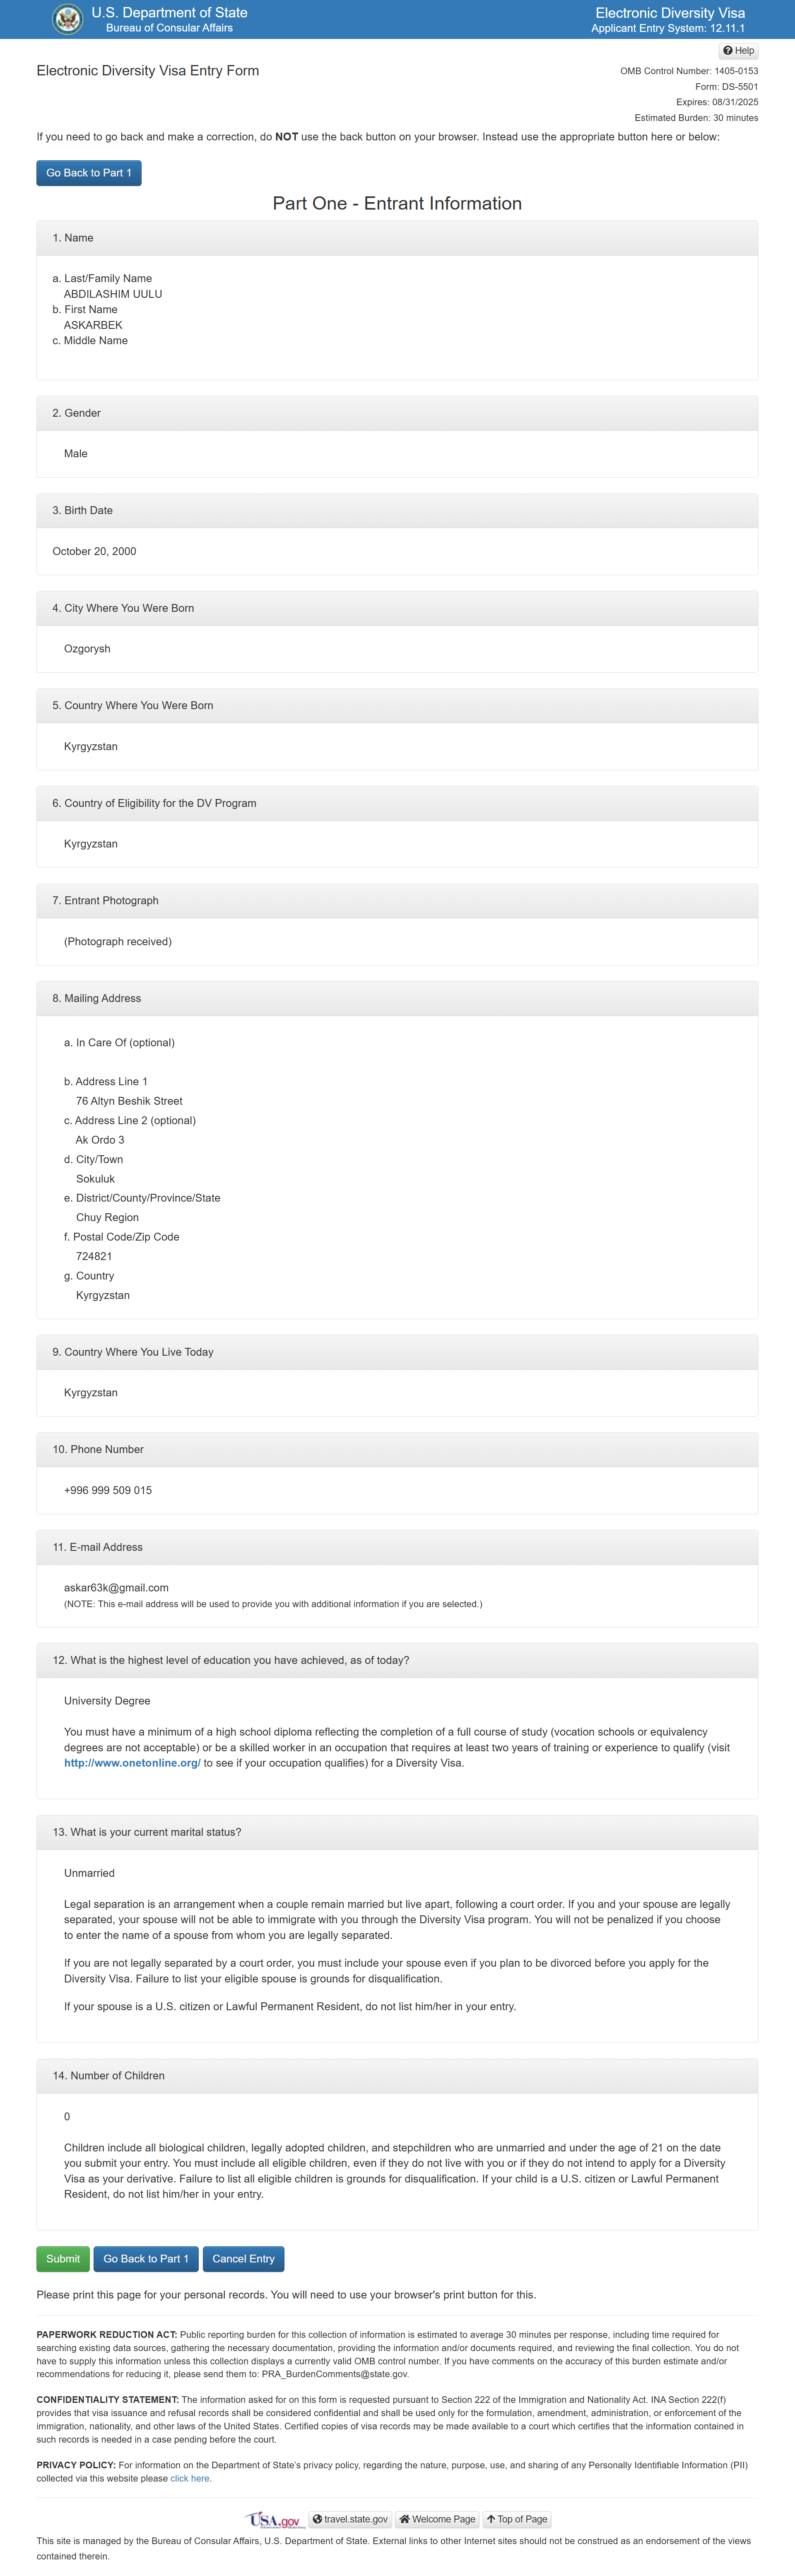 U.S. Department of State
Bureau of Consular Affairs
Electronic Diversity Visa
Applicant Entry System: 12.11.1
Help
Electronic Diversity Visa Entry Form
OMB Control Number: 1405-0153
Form: DS-5501
Expires: 08/31/2025
Estimated Burden: 30 minutes
If you need to go back and make a correction, do NOT use the back button on your browser. Instead use the appropriate button here or below:
Go Back to Part 1
Part One - Entrant Information
1. Name
a. Last/Family Name
ABDILASHIM UULU
b. First Name
ASKARBEK
c. Middle Name
2. Gender
Male
3. Birth Date
October 20, 2000
4. City Where You Were Born
Ozgorysh
5. Country Where You Were Born
Kyrgyzstan
6. Country of Eligibility for the DV Program
Kyrgyzstan
7. Entrant Photograph
(Photograph received)
8. Mailing Address
a. In Care Of (optional)
b. Address Line 1
76 Altyn Beshik Street
c. Address Line 2 (optional)
Ak Ordo 3
d. City/Town
Sokuluk
e. District/County/Province/State
Chuy Region
f. Postal Code/Zip Code
724821
g. Country
Kyrgyzstan
9. Country Where You Live Today
Kyrgyzstan
10. Phone Number
+996 999 509 015
11. E-mail Address
askar63k@gmail.com
(NOTE: This e-mail address will be used to provide you with additional information if you are selected.)
12. What is the highest level of education you have achieved, as of today?
University Degree
You must have a minimum of a high school diploma reflecting the completion of a full course of study (vocation schools or equivalency
degrees are not acceptable) or be a skilled worker in an occupation that requires at least two years of training or experience to qualify (visit
http://www.onetonline.org/ to see if your occupation qualifies) for a Diversity Visa.
13. What is your current marital status?
Unmarried
Legal separation is an arrangement when a couple remain married but live apart, following a court order. If you and your spouse are legally
separated, your spouse will not be able to immigrate with you through the Diversity Visa program. You will not be penalized if you choose
to enter the name of a spouse from whom you are legally separated.
If you are not legally separated by a court order, you must include your spouse even if you plan to be divorced before you apply for the
Diversity Visa. Failure to list your eligible spouse is grounds for disqualification.
If your spouse is a U.S. citizen or Lawful Permanent Resident, do not list him/her in your entry.
14. Number of Children
0
Children include all biological children, legally adopted children, and stepchildren who are unmarried and under the age of 21 on the date
you submit your entry. You must include all eligible children, even if they do not live with you or if they do not intend to apply for a Diversity
Visa as your derivative. Failure to list all eligible children is grounds for disqualification. If your child is a U.S. citizen or Lawful Permanent
Resident, do not list him/her in your entry.
Submit
Go Back to Part 1
Cancel Entry
Please print this page for your personal records. You will need to use your browser's print button for this.
PAPERWORK REDUCTION ACT: Public reporting burden for this collection of information is estimated to average 30 minutes per response, including time required for
searching existing data sources, gathering the necessary documentation, providing the information and/or documents required, and reviewing the final collection. You do not
have to supply this information unless this collection displays a currently valid OMB control number. If you have comments on the accuracy of this burden estimate and/or
recommendations for reducing it, please send them to: PRA_BurdenComments@state.gov.
CONFIDENTIALITY STATEMENT: The information asked for on this form is requested pursuant to Section 222 of the Immigration and Nationality Act. INA Section 222(f)
provides that visa issuance and refusal records shall be considered confidential and shall be used only for the formulation, amendment, administration, or enforcement of the
immigration, nationality, and other laws of the United States. Certified copies of visa records may be made available to a court which certifies that the information contained in
such records is needed in a case pending before the court.
PRIVACY POLICY: For information on the Department of State's privacy policy, regarding the nature, purpose, use, and sharing of any Personally Identifiable Information (PII)
collected via this website please click here.
USA.gov
travel.state.gov
Welcome Page
Top of Page
This site is managed by the Bureau of Consular Affairs, U.S. Department of State. External links to other Internet sites should not be construed as an endorsement of the views
contained therein.